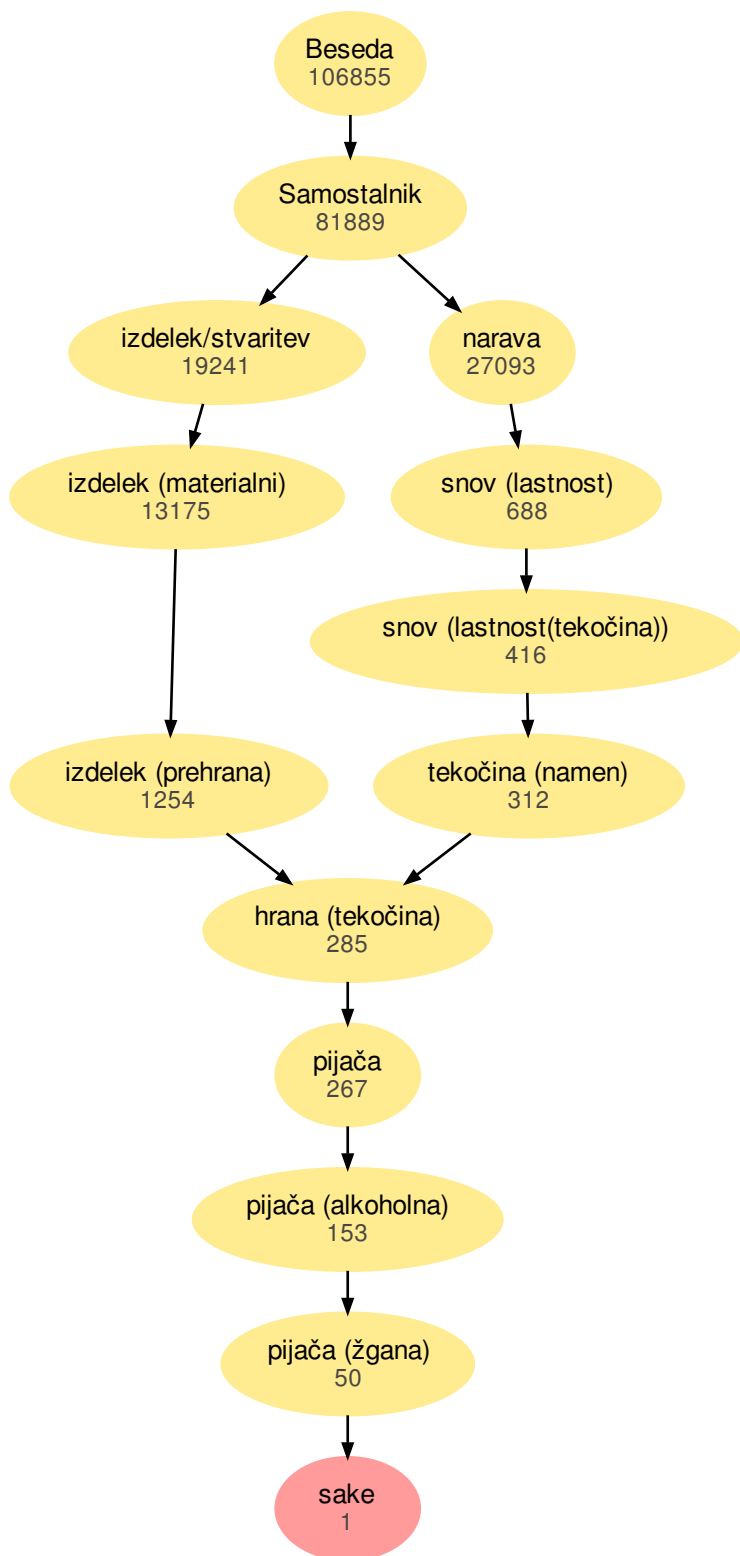 Beseda
106855
Samostalnik
81889
izdelek/stvaritev
19241
narava
27093
izdelek (materialni)
13175
snov (lastnost)
688
snov (lastnost(tekočina))
416
izdelek (prehrana)
1254
tekočina (namen)
312
hrana (tekočina)
285
pijača
267
pijača (alkoholna)
153
pijača (žgana)
50
sake
1